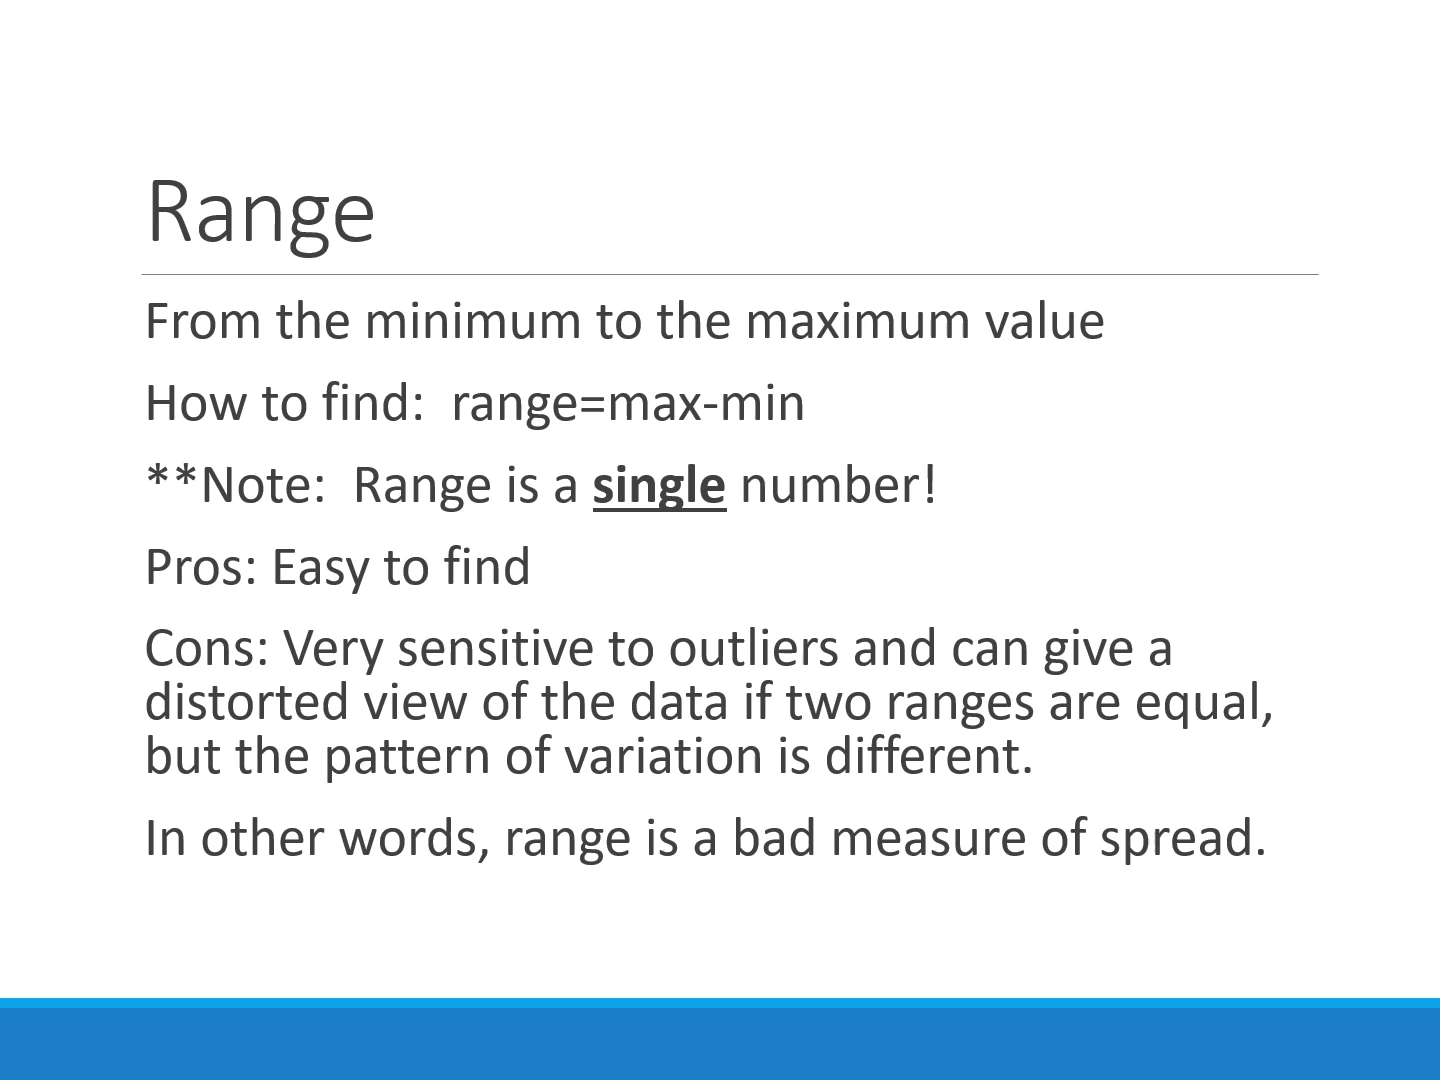 Range
From the minimum to the maximum value
How to find:  range=max-min
**Note:  Range is a single number!
Pros: Easy to find
Cons: Very sensitive to outliers and can give a
distorted view of the data if two ranges are equal,
but the pattern of variation is different.
In other words, range is a bad measure of spread.